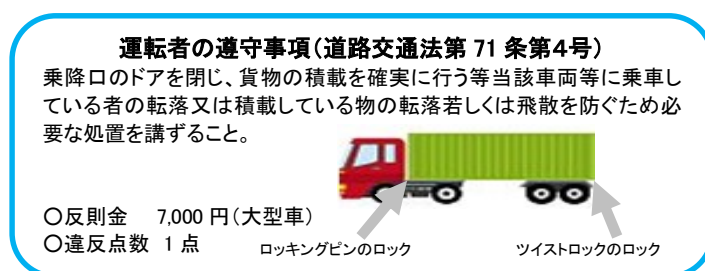 運転者の遵守事項(道路交通法第 71 条第4号)
乗降口のドアを閉じ、貨物の積載を確実に行う等当該車両等に乗車し
ている者の転落又は積載している物の転落若しくは飛散を防ぐため必
要な処置を講ずること。
〇反則金 7,000 円(大型車)
〇違反点数 1 点
ロッキングピンのロック
ツイストロックのロック